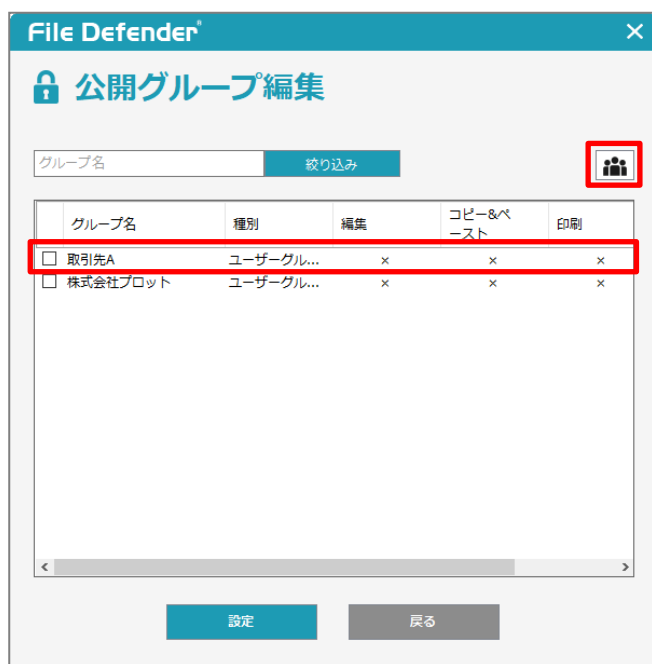 File Defender®
公開グループ編集
グループ名 絞り込み
グループ名 種別 編集 コピー&ペ 印刷
ースト
取引先A ユーザーグル... × × ×
株式会社プロット ユーザーグル... × × ×
設定 戻る